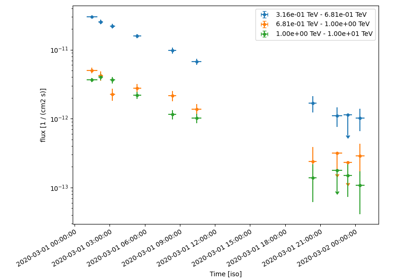 3.16e-01 TeV - 6.81e-01 TeV
6.81e-01 TeV - 1.00e+00 TeV
1.00e+00 TeV - 1.00e+01 TeV
flux [1 / (cm2 s)]
10⁻¹¹
10⁻¹²
10⁻¹³
2020-03-01 00:00:00
2020-03-01 03:00:00
2020-03-01 06:00:00
2020-03-01 09:00:00
2020-03-01 12:00:00
2020-03-01 15:00:00
2020-03-01 18:00:00
2020-03-01 21:00:00
2020-03-02 00:00:00
Time [iso]